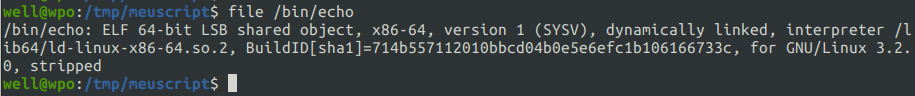 well@wpo:/tmp/meuscript$ file /bin/echo
/bin/echo: ELF 64-bit LSB shared object, x86-64, version 1 (SYSV), dynamically linked, interpreter /l
ib64/ld-linux-x86-64.so.2, BuildID[sha1]=714b557112010bbcd04b0e5e6efc1b106166733c, for GNU/Linux 3.2.
0, stripped
well@wpo:/tmp/meuscript$